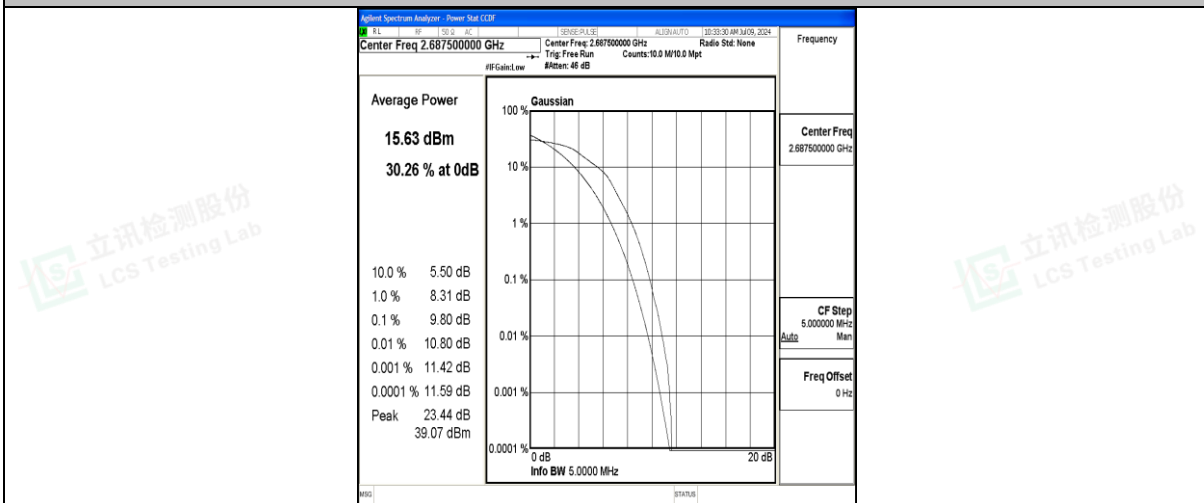 Agilent Spectrum Analyzer - Power Stat CCDF
RL RF 50 Ω AC SENSE:PULSE ALIGN AUTO 10:33:30 AM Jul 09, 2024
Center Freq 2.687500000 GHz
Center Freq: 2.687500000 GHz Radio Std: None
Trig: Free Run Counts:10.0 M/10.0 Mpt
#IFGain:Low #Atten: 46 dB
Frequency
Average Power
15.63 dBm
30.26 % at 0dB
10.0 % 5.50 dB
1.0 % 8.31 dB
0.1 % 9.80 dB
0.01 % 10.80 dB
0.001 % 11.42 dB
0.0001 % 11.59 dB
Peak 23.44 dB
39.07 dBm
Gaussian
100 %
10 %
1 %
0.1 %
0.01 %
0.001 %
0.0001 %
0 dB 20 dB
Info BW 5.0000 MHz
Center Freq
2.687500000 GHz
CF Step
5.000000 MHz
Auto Man
Freq Offset
0 Hz
MSG STATUS
立讯检测股份
LCS Testing Lab
立讯检测股份
LCS Testing Lab